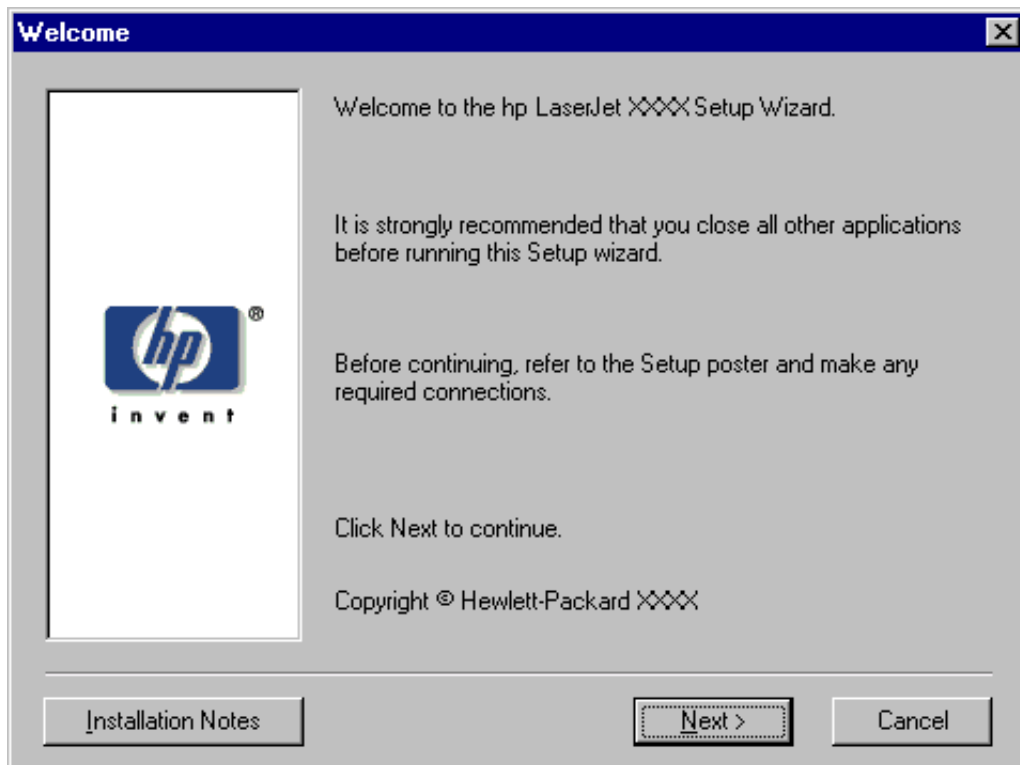 Welcome
Welcome to the hp LaserJet XXXX Setup Wizard.
It is strongly recommended that you close all other applications
before running this Setup wizard.
Before continuing, refer to the Setup poster and make any
required connections.
hp ®
invent
Click Next to continue.
Copyright © Hewlett-Packard XXXX
Installation Notes
Next >
Cancel